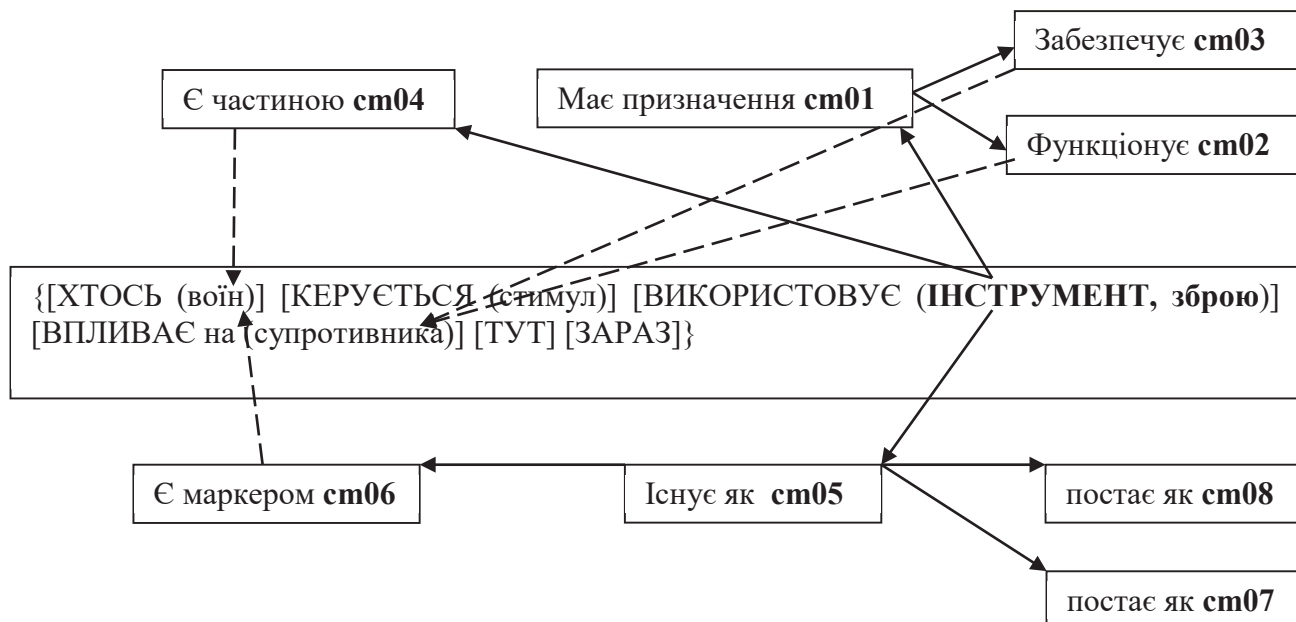 Забезпечує cm03
Є частиною cm04
Має призначення cm01
Функціонує cm02
{[ХТОСЬ (воїн)] [КЕРУЄТЬСЯ (стимул)] [ВИКОРИСТОВУЄ (ІНСТРУМЕНТ, зброю)]
[ВПЛИВАЄ на (супротивника)] [ТУТ] [ЗАРАЗ]}
Є маркером cm06
Існує як cm05
постає як cm08
постає як cm07